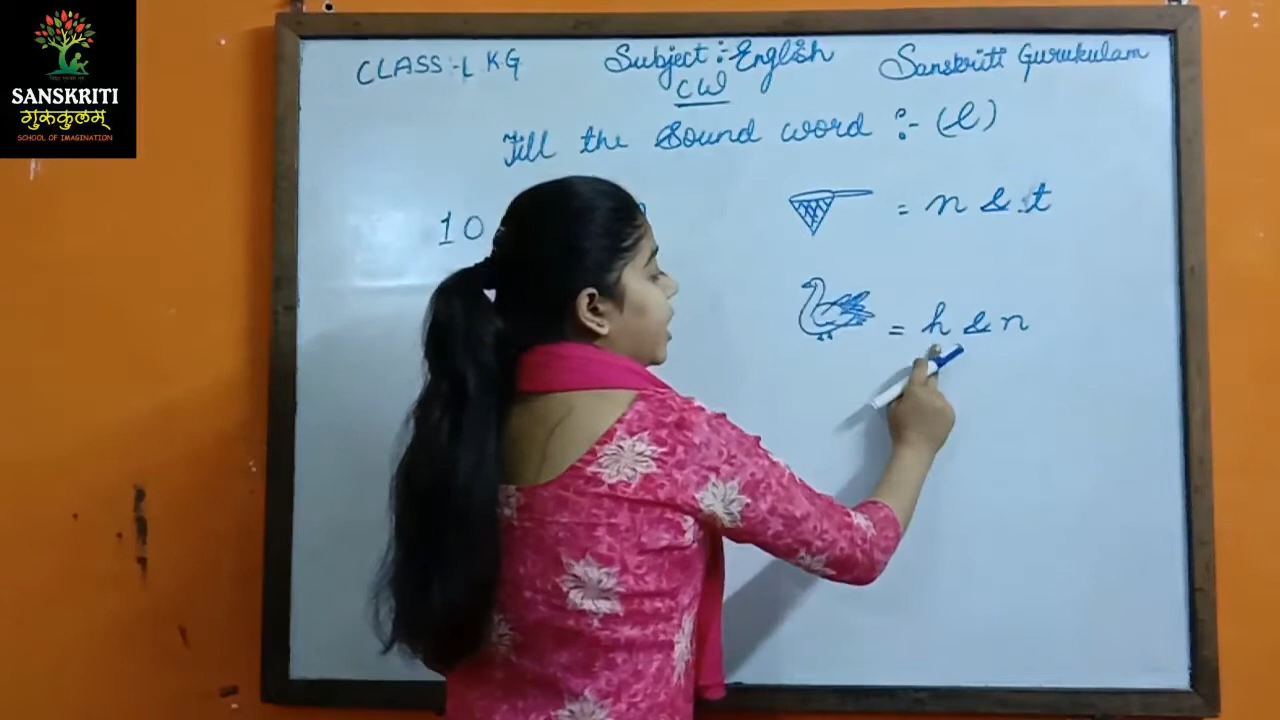 SANSKRITI
गुरुकुलम्
SCHOOL OF IMAGINATION
CLASS :- L KG
Subject :- English
Sanskriti Gurukulam
CW
Fill the Sound word :- (e)
10
= n & t
= h & n